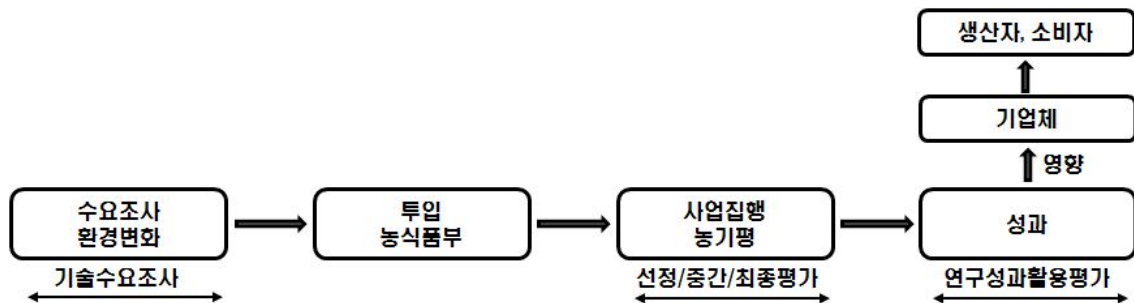 생산자, 소비자
기업체
영향
수요조사
환경변화
투입
농식품부
사업집행
농기평
성과
기술수요조사
선정/중간/최종평가
연구성과활용평가